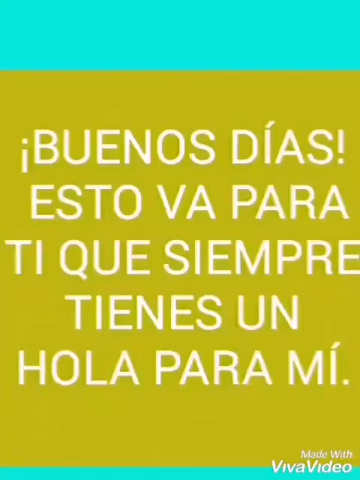 ¡BUENOS DÍAS!
ESTO VA PARA
TI QUE SIEMPRE
TIENES UN
HOLA PARA MÍ.
Made With
VivaVideo